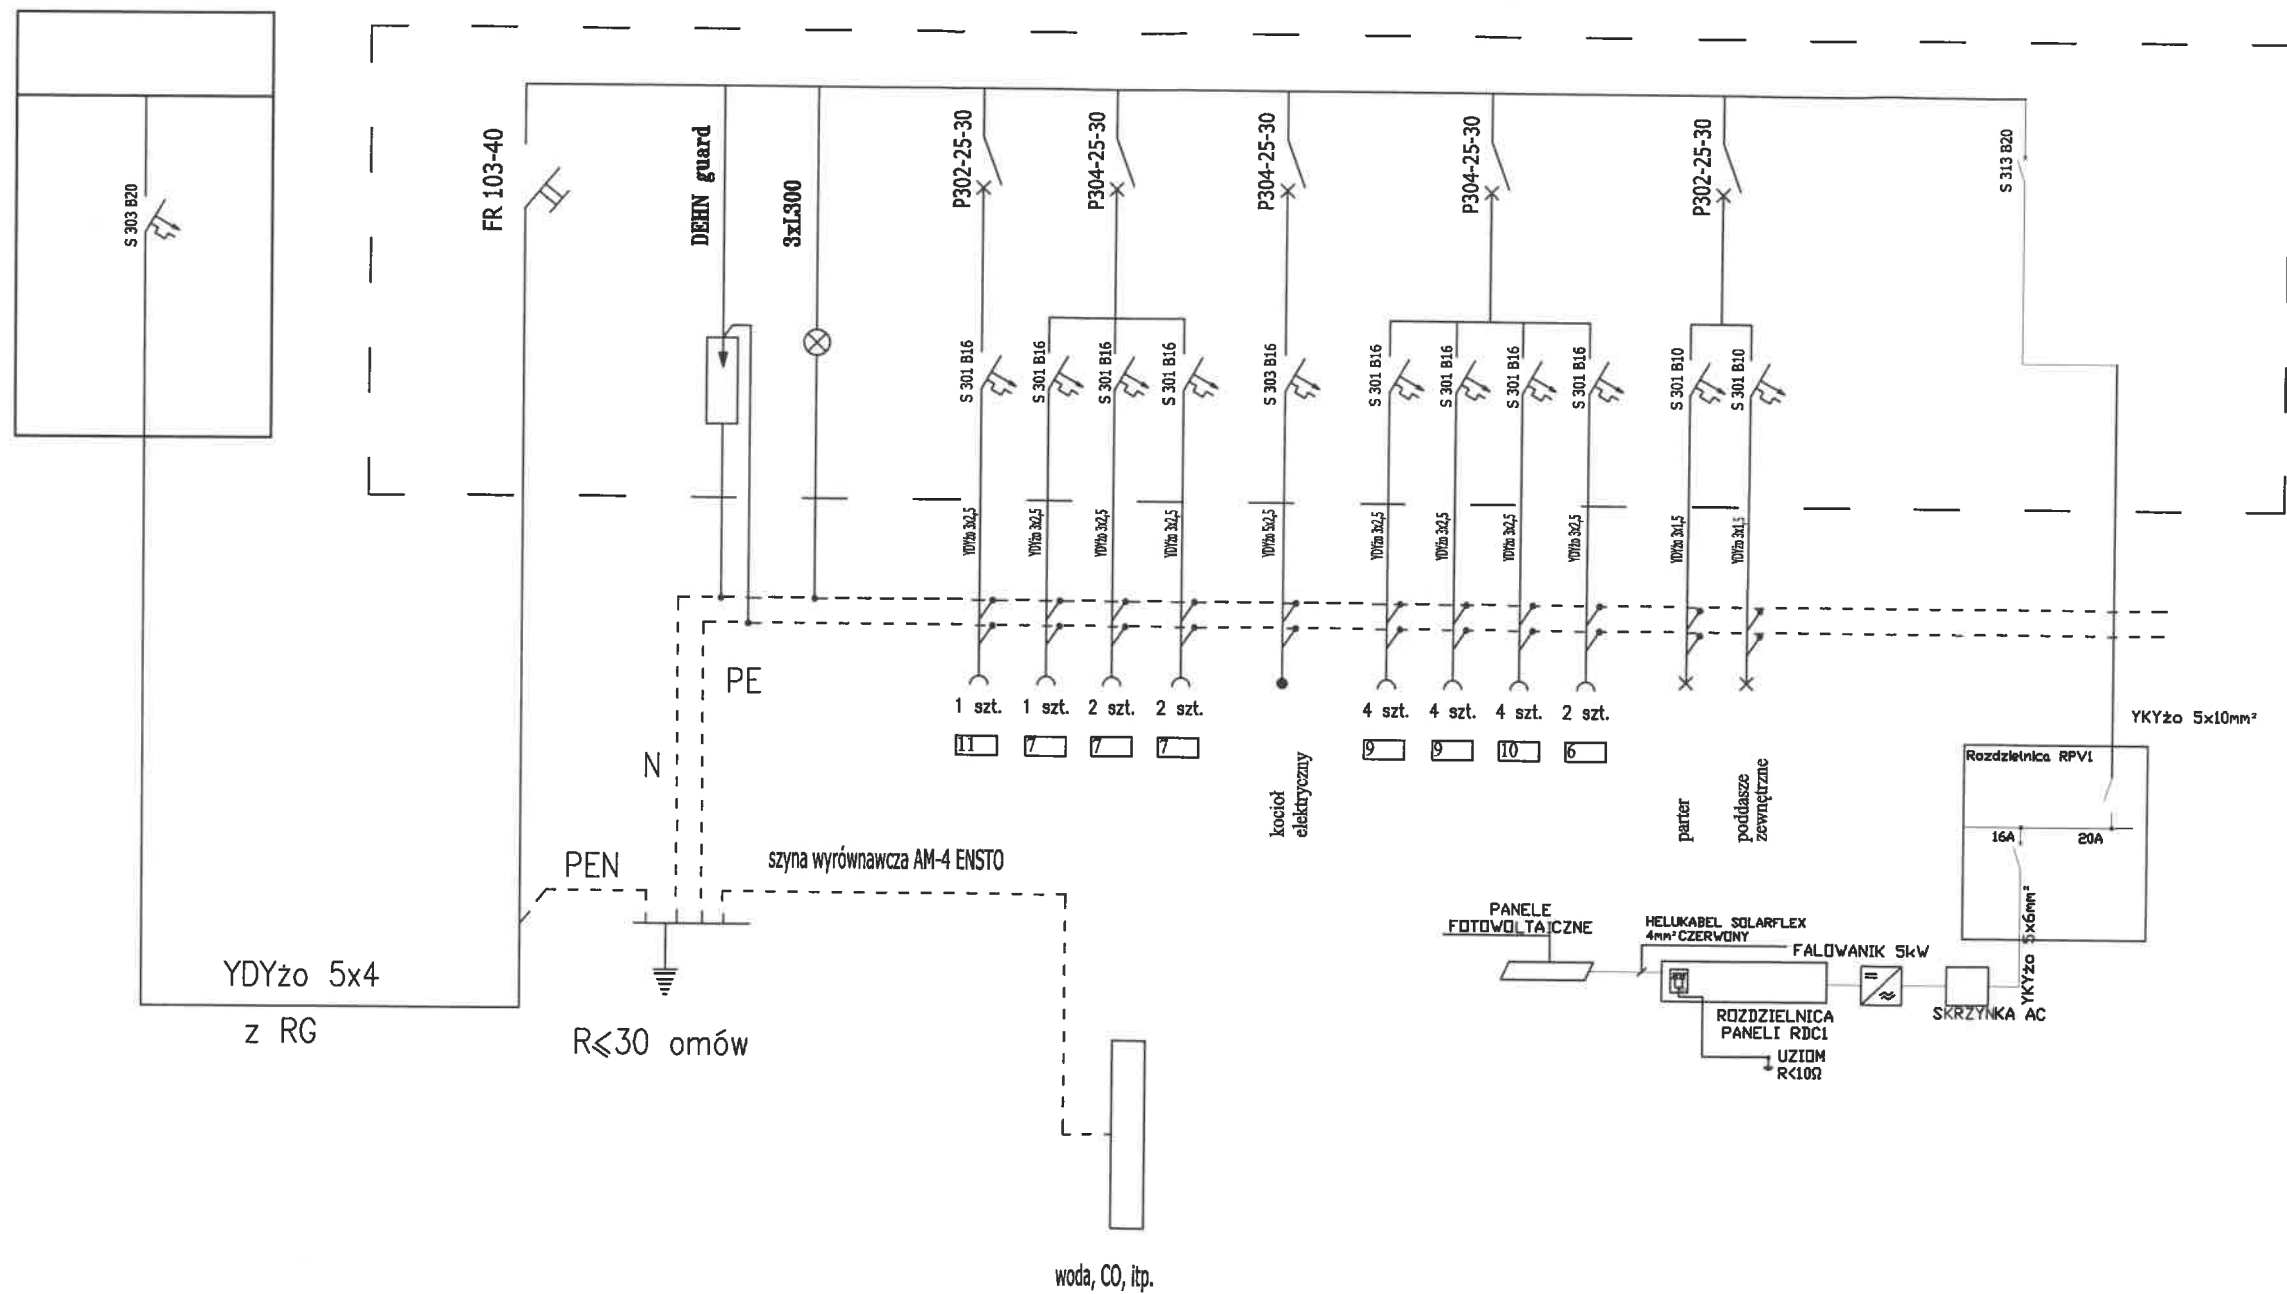 S 303 B20
FR 103-40
DEHN guard
3xL300
P302-25-30
P304-25-30
P304-25-30
P304-25-30
P302-25-30
S 313 B20
S 301 B16
S 301 B16
S 301 B16
S 301 B16
S 303 B16
S 301 B16
S 301 B16
S 301 B16
S 301 B16
S 301 B10
S 301 B10
YDYżo 3x2,5
YDYżo 3x2,5
YDYżo 3x2,5
YDYżo 3x2,5
YDYżo 5x2,5
YDYżo 3x2,5
YDYżo 3x2,5
YDYżo 3x2,5
YDYżo 3x2,5
YDYżo 3x1,5
YDYżo 3x1,5
PE
N
PEN
1 szt.
1 szt.
2 szt.
2 szt.
4 szt.
4 szt.
4 szt.
2 szt.
11
7
7
7
9
9
10
6
kocioł
elektryczny
parter
poddasze
zewnętrzne
YKYżo 5x10mm²
Rozdzielnica RPV1
16A
20A
YKYżo 5x6mm²
szyna wyrównawcza AM-4 ENSTO
PANELE
FOTOWOLTAICZNE
HELUKABEL SOLARFLEX
4mm² CZERWONY
FALOWANIK 5kW
ROZDZIELNICA
PANELI RDC1
SKRZYNKA AC
UZIOM
R<10Ω
YDYżo 5x4
z RG
R⩽30 omów
woda, CO, itp.